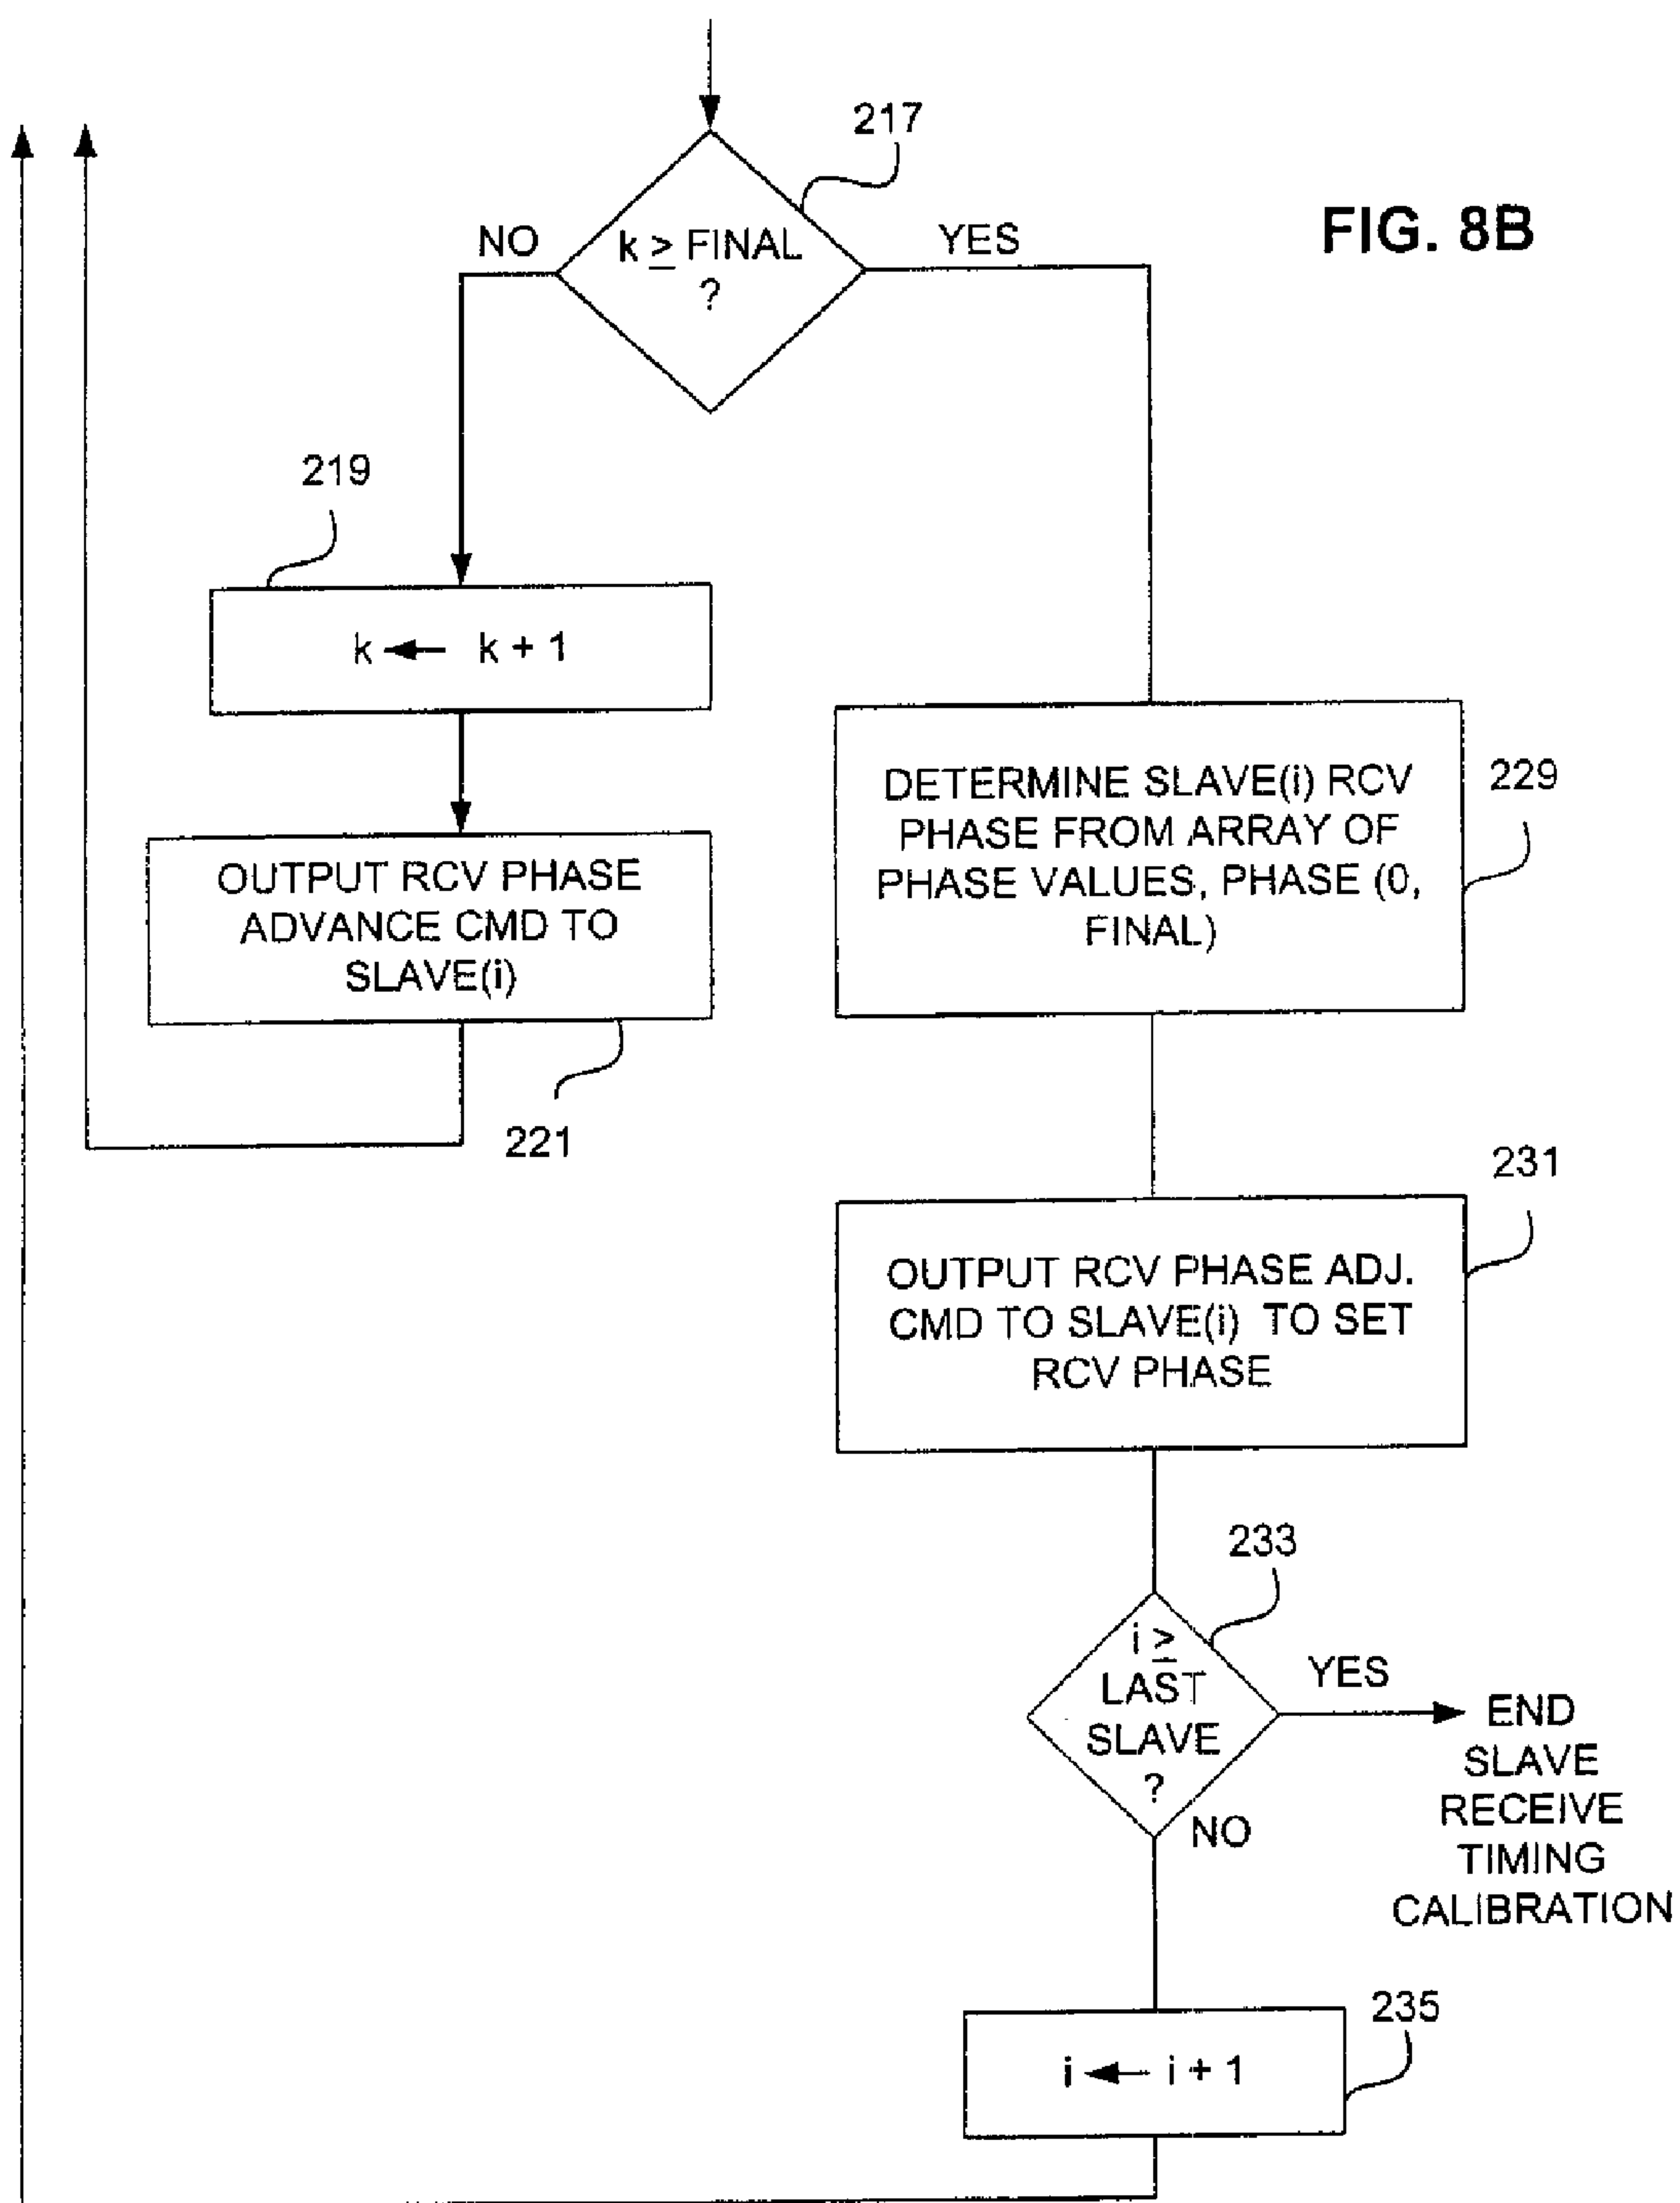 217
FIG. 8B
NO
k ≥ FINAL
?
YES
219
k ← k + 1
OUTPUT RCV PHASE
ADVANCE CMD TO
SLAVE(i)
221
DETERMINE SLAVE(i) RCV
PHASE FROM ARRAY OF
PHASE VALUES, PHASE (0,
FINAL)
229
231
OUTPUT RCV PHASE ADJ.
CMD TO SLAVE(i) TO SET
RCV PHASE
233
i ≥
LAST
SLAVE
?
YES
NO
END
SLAVE
RECEIVE
TIMING
CALIBRATION
235
i ← i + 1